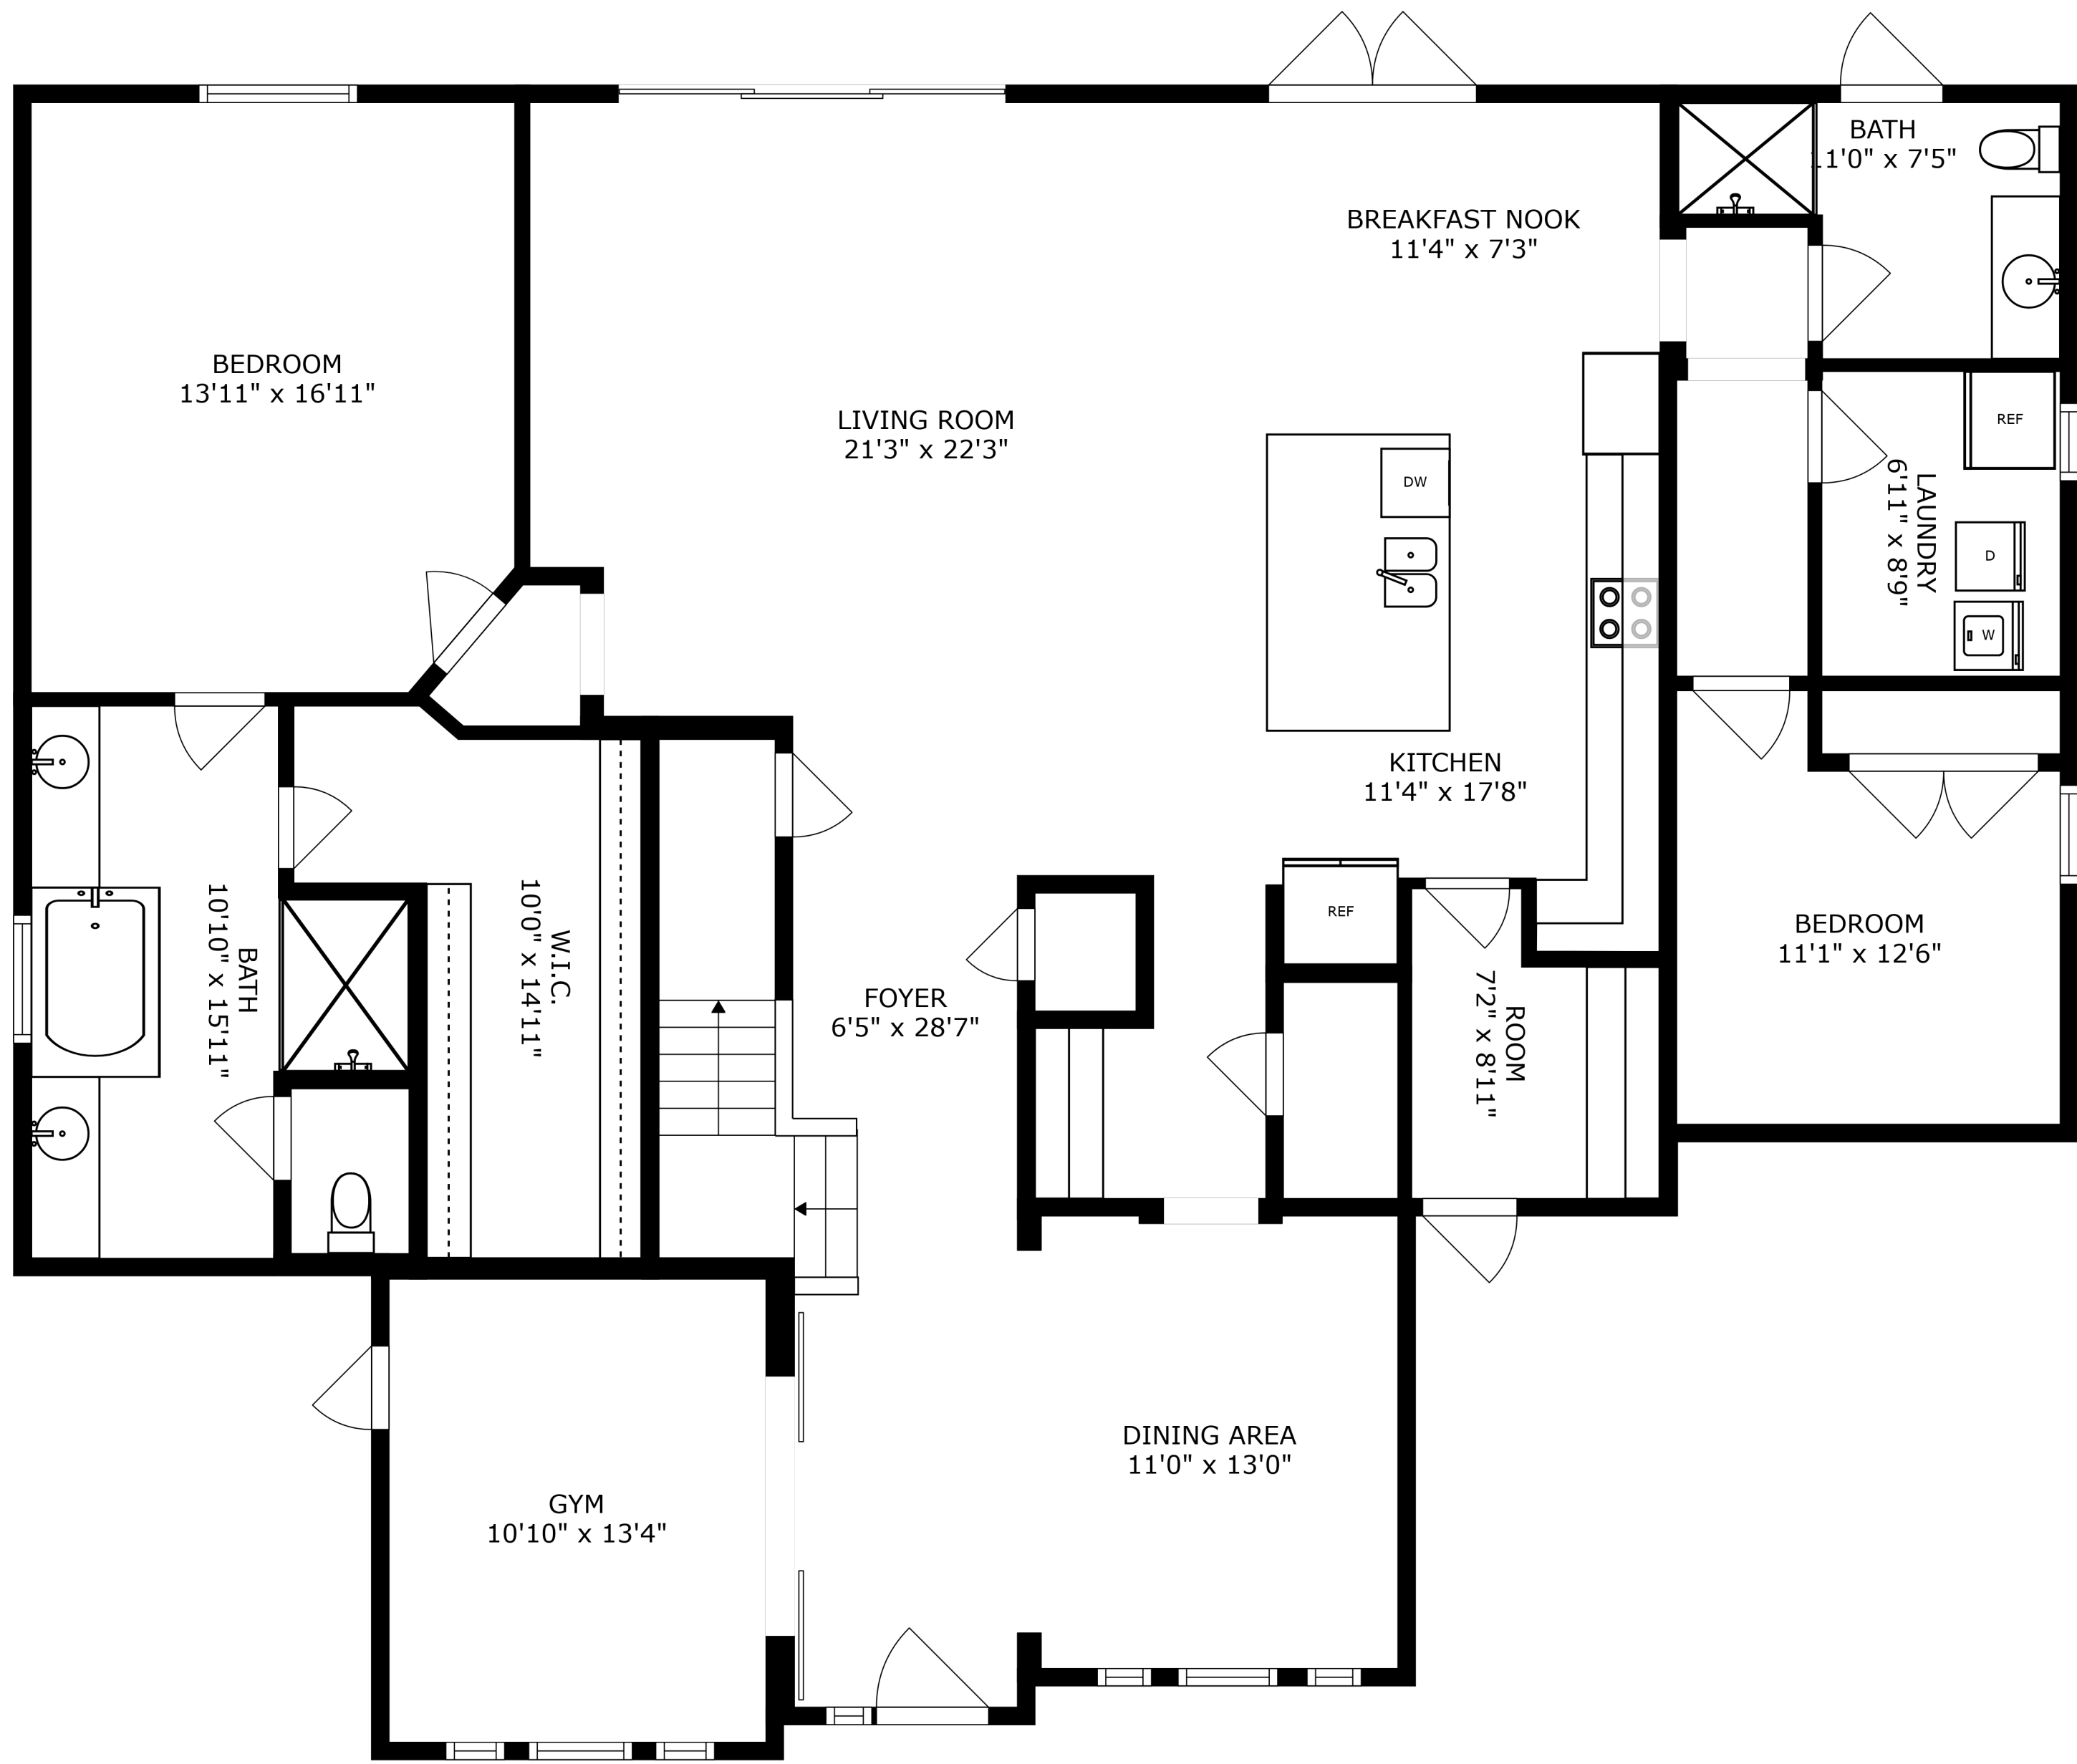 BATH
11'0" x 7'5"
BREAKFAST NOOK
11'4" x 7'3"
BEDROOM
13'11" x 16'11"
LIVING ROOM
21'3" x 22'3"
REF
DW
LAUNDRY
6'11" x 8'9"
D
W
KITCHEN
11'4" x 17'8"
REF
BEDROOM
11'1" x 12'6"
BATH
10'10" x 15'11"
W.I.C.
10'0" x 14'11"
FOYER
6'5" x 28'7"
ROOM
7'2" x 8'11"
DINING AREA
11'0" x 13'0"
GYM
10'10" x 13'4"